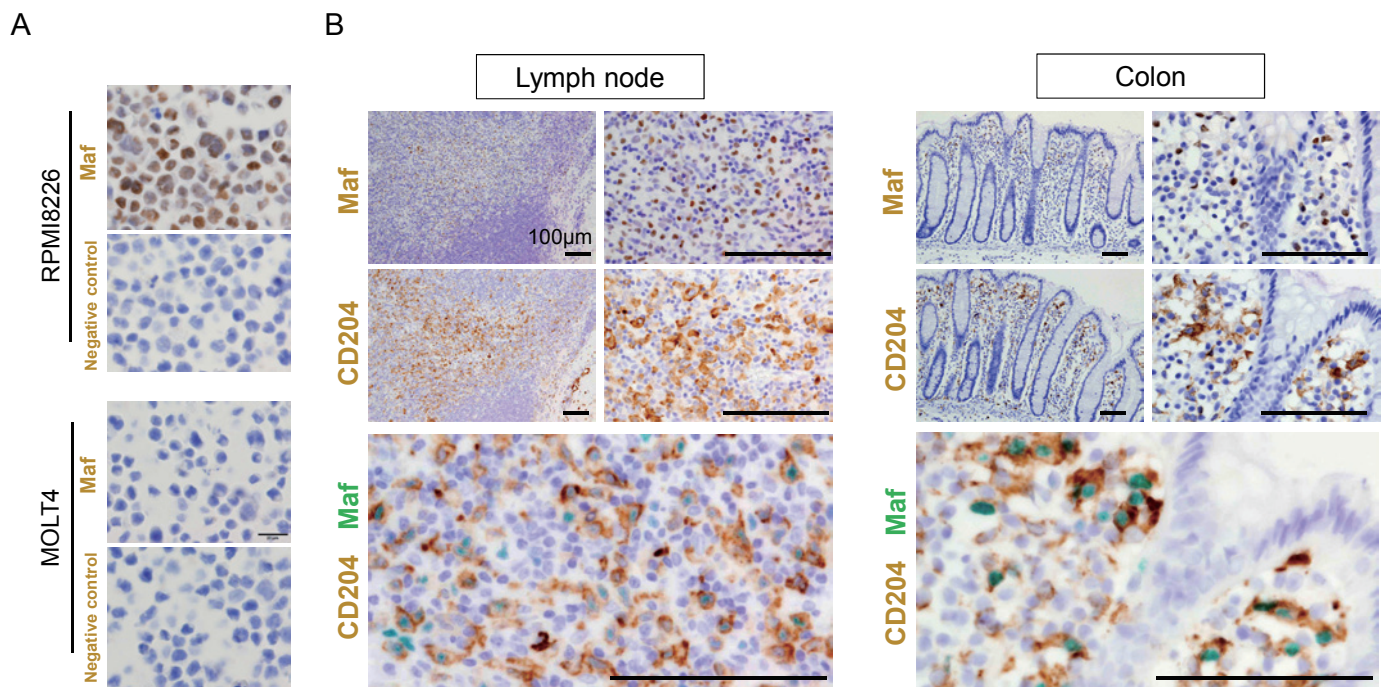 A
B
Lymph node
Colon
RPMI8226
Maf
Negative control
MOLT4
Maf
Negative control
Maf
100μm
CD204
CD204 Maf
Maf
CD204
CD204 Maf